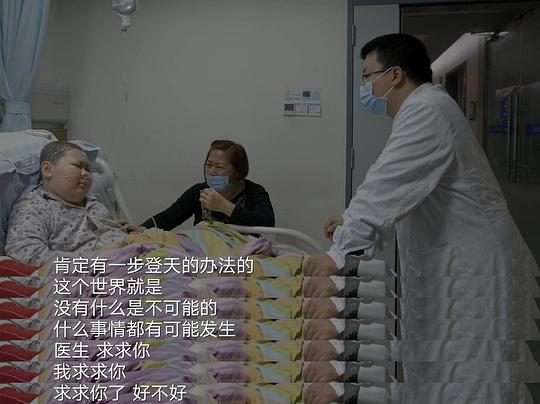 肯定有一步登天的办法的
这个世界就是
没有什么是不可能的
什么事情都有可能发生
医生 求求你
我求求你
求求你了 好不好